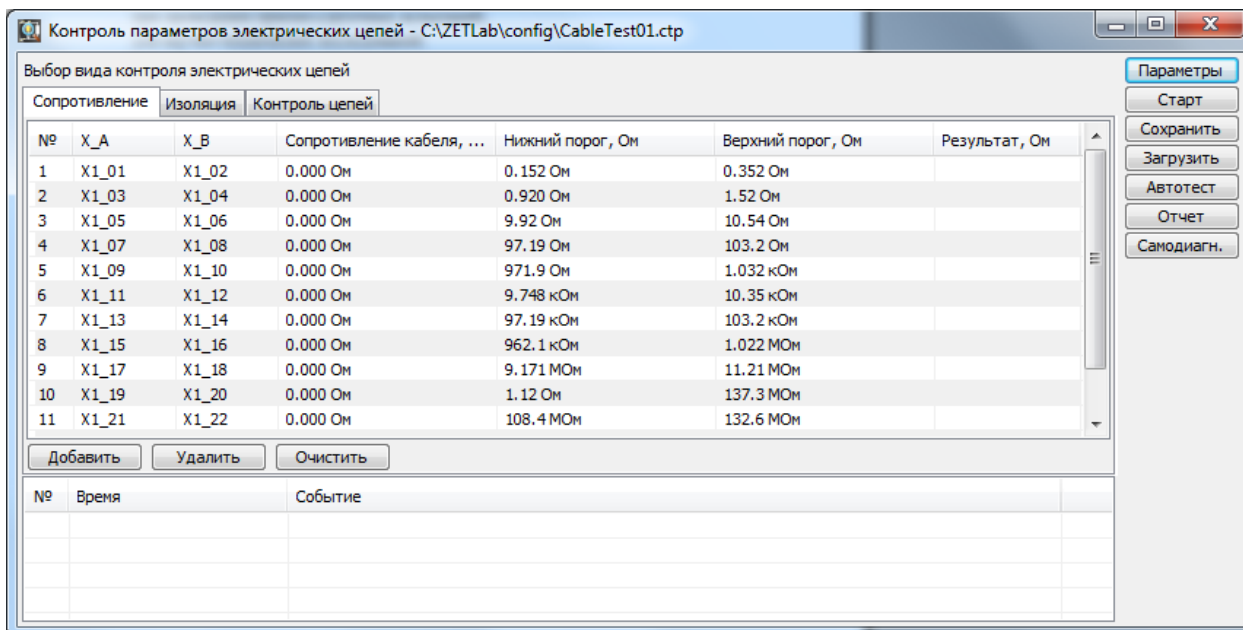 Контроль параметров электрических цепей - C:\ZETLab\config\CableTest01.ctp
Выбор вида контроля электрических цепей
Сопротивление Изоляция Контроль цепей
№ X_A X_B Сопротивление кабеля, ... Нижний порог, Ом Верхний порог, Ом Результат, Ом
1 X1_01 X1_02 0.000 Ом 0.152 Ом 0.352 Ом
2 X1_03 X1_04 0.000 Ом 0.920 Ом 1.52 Ом
3 X1_05 X1_06 0.000 Ом 9.92 Ом 10.54 Ом
4 X1_07 X1_08 0.000 Ом 97.19 Ом 103.2 Ом
5 X1_09 X1_10 0.000 Ом 971.9 Ом 1.032 кОм
6 X1_11 X1_12 0.000 Ом 9.748 кОм 10.35 кОм
7 X1_13 X1_14 0.000 Ом 97.19 кОм 103.2 кОм
8 X1_15 X1_16 0.000 Ом 962.1 кОм 1.022 МОм
9 X1_17 X1_18 0.000 Ом 9.171 МОм 11.21 МОм
10 X1_19 X1_20 0.000 Ом 1.12 Ом 137.3 МОм
11 X1_21 X1_22 0.000 Ом 108.4 МОм 132.6 МОм
Добавить Удалить Очистить
№ Время Событие
Параметры
Старт
Сохранить
Загрузить
Автотест
Отчет
Самодиагн.